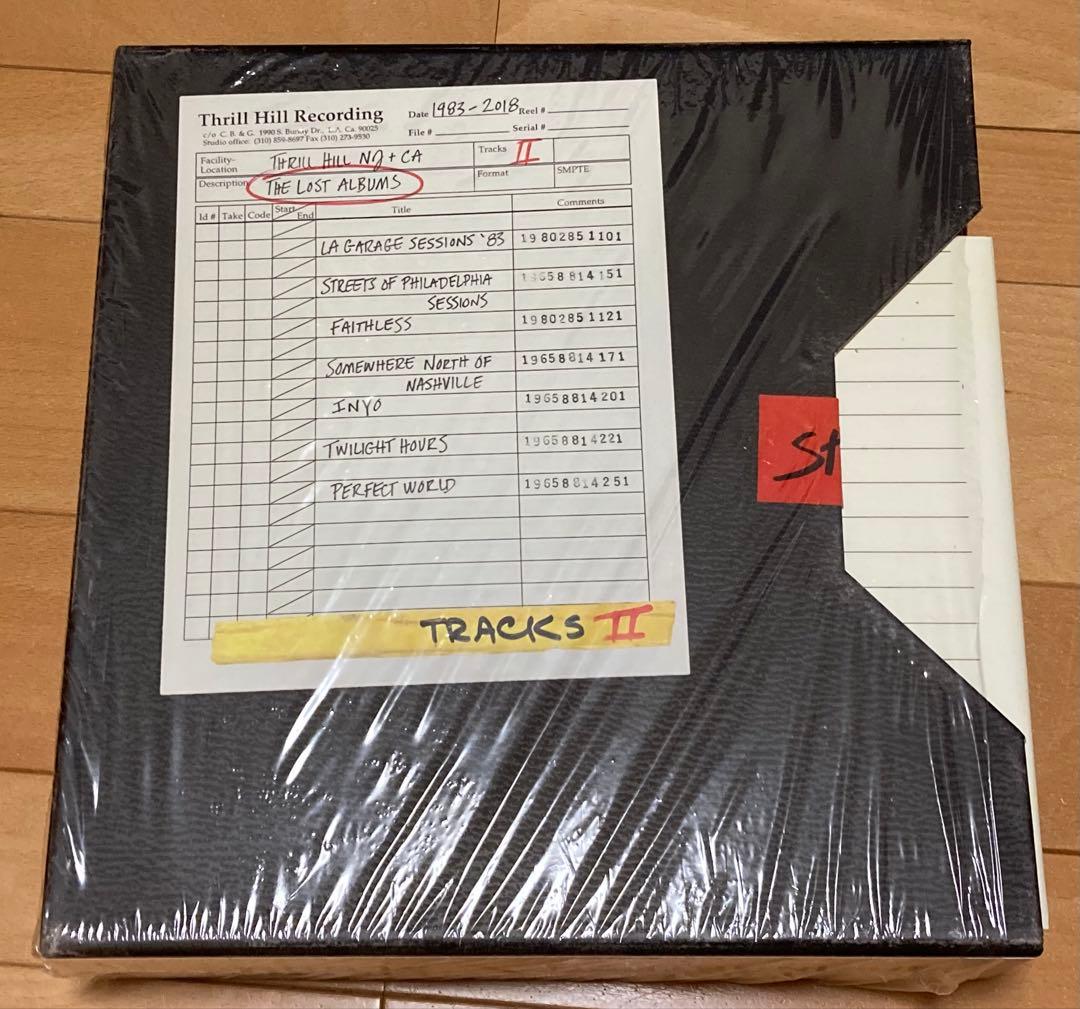 Thrill Hill Recording
c/o C. B. & G. 1990 S. Bundy Dr., L.A. Ca. 90025
Studio office: (310) 859-8697 Fax (310) 273-9530
Date 1983-2018 Reel #
File # Serial #
Facility-Location THRILL HILL NJ + CA Tracks II
Description THE LOST ALBUMS Format SMPTE
Id # Take Code Start End Title Comments
LA GARAGE SESSIONS '83 19802851101
STREETS OF PHILADELPHIA 19658814151
SESSIONS
FAITHLESS 19802851121
SOMEWHERE NORTH OF 19658814171
NASHVILLE
INYO 19658814201
TWILIGHT HOURS 19658814221
PERFECT WORLD 19658814251
TRACKS II
St